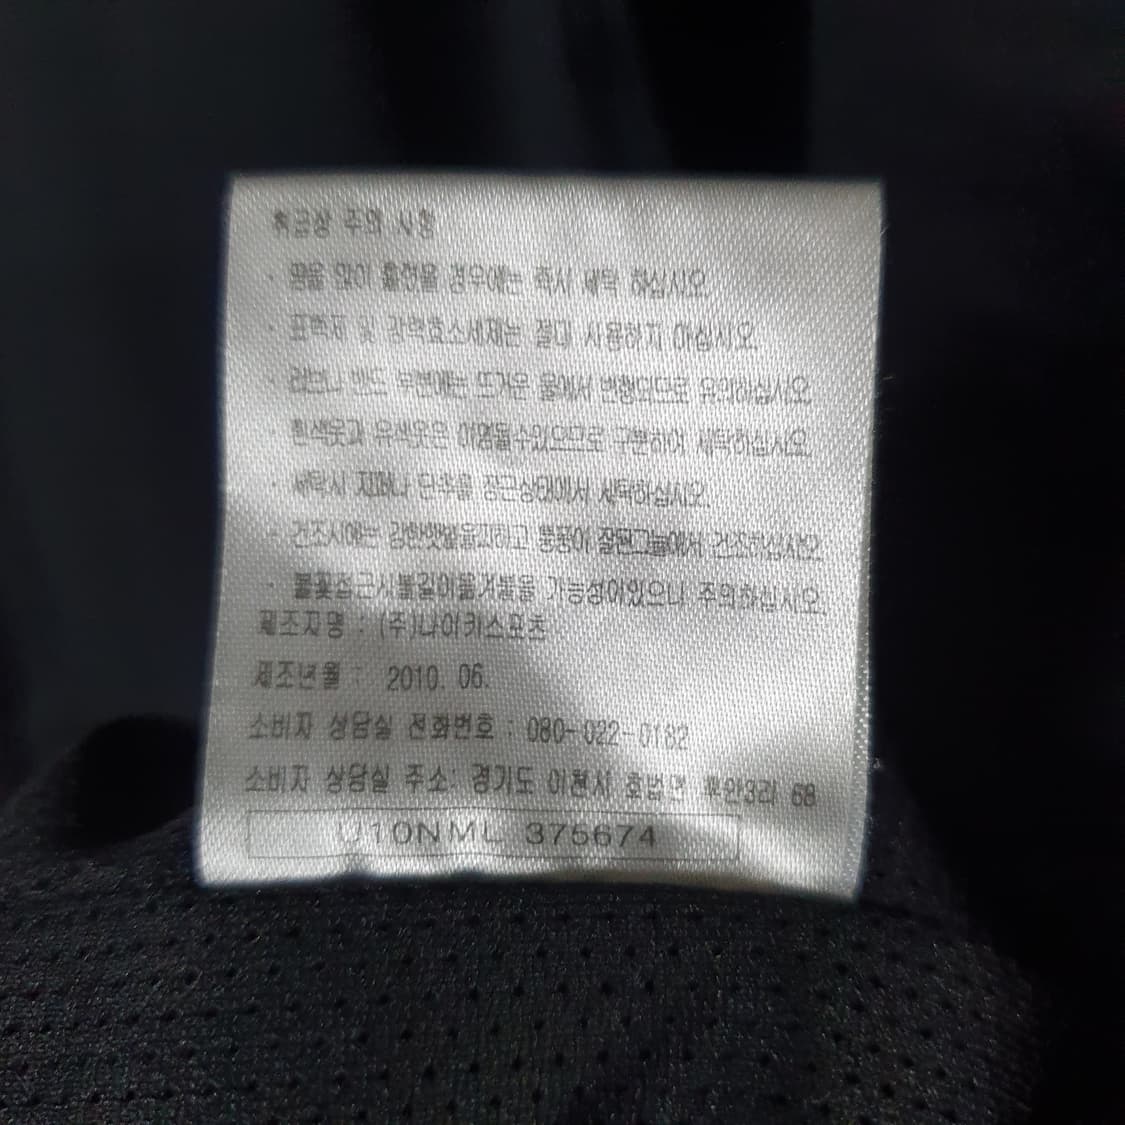 ※취급상 주의 사항
· 땀을 많이 흘렸을 경우에는 즉시 세탁 하십시오.
· 표백제 및 강력효소세제는 절대 사용하지 마십시오.
· 리브나 밴드 부분에는 뜨거운 물에서 변형되므로 유의하십시오.
· 흰색옷과 유색옷은 이염될수있으므로 구분하여 세탁하십시오.
· 세탁시 지퍼나 단추을 잠근상태에서 세탁하십시오.
· 건조시에는 강한햇빛을피하고 통풍이 잘된그늘에서 건조하십시오.
· 불꽃접근시불길이옮겨붙을 가능성이있으니 주의하십시오.
제조자명 : (주)나이키스포츠
제조년월 : 2010. 06.
소비자 상담실 전화번호 : 080-022-0182
소비자 상담실 주소: 경기도 이천시 호법면 후안3리 68
U10NML 375674